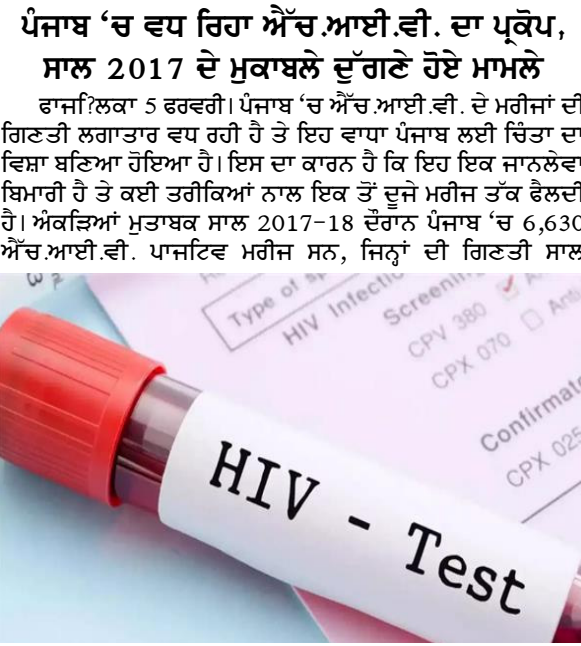 ਪੰਜਾਬ ‘ਚ ਵਧ ਰਿਹਾ ਐੱਚ.ਆਈ.ਵੀ. ਦਾ ਪ੍ਰਕੋਪ,
ਸਾਲ 2017 ਦੇ ਮੁਕਾਬਲੇ ਦੁੱਗਣੇ ਹੋਏ ਮਾਮਲੇ
ਫਾਜ਼ਿ?ਲਕਾ 5 ਫਰਵਰੀ। ਪੰਜਾਬ ‘ਚ ਐੱਚ.ਆਈ.ਵੀ. ਦੇ ਮਰੀਜਾਂ ਦੀ
ਗਿਣਤੀ ਲਗਾਤਾਰ ਵਧ ਰਹੀ ਹੈ ਤੇ ਇਹ ਵਾਧਾ ਪੰਜਾਬ ਲਈ ਚਿੰਤਾ ਦਾ
ਵਿਸ਼ਾ ਬਣਿਆ ਹੋਇਆ ਹੈ। ਇਸ ਦਾ ਕਾਰਨ ਹੈ ਕਿ ਇਹ ਇਕ ਜਾਨਲੇਵਾ
ਬਿਮਾਰੀ ਹੈ ਤੇ ਕਈ ਤਰੀਕਿਆਂ ਨਾਲ ਇਕ ਤੋਂ ਦੂਜੇ ਮਰੀਜ ਤੱਕ ਫੈਲਦੀ
ਹੈ। ਅੰਕੜਿਆਂ ਮੁਤਾਬਕ ਸਾਲ 2017-18 ਦੌਰਾਨ ਪੰਜਾਬ ‘ਚ 6,630
ਐੱਚ.ਆਈ.ਵੀ. ਪਾਜਟਿਵ ਮਰੀਜ ਸਨ, ਜਿਨ੍ਹਾਂ ਦੀ ਗਿਣਤੀ ਸਾਲ
Type of
HIV Infection
Screening
CPV 380
CPX 070
Confirmat
CPX 025
HIV - Test